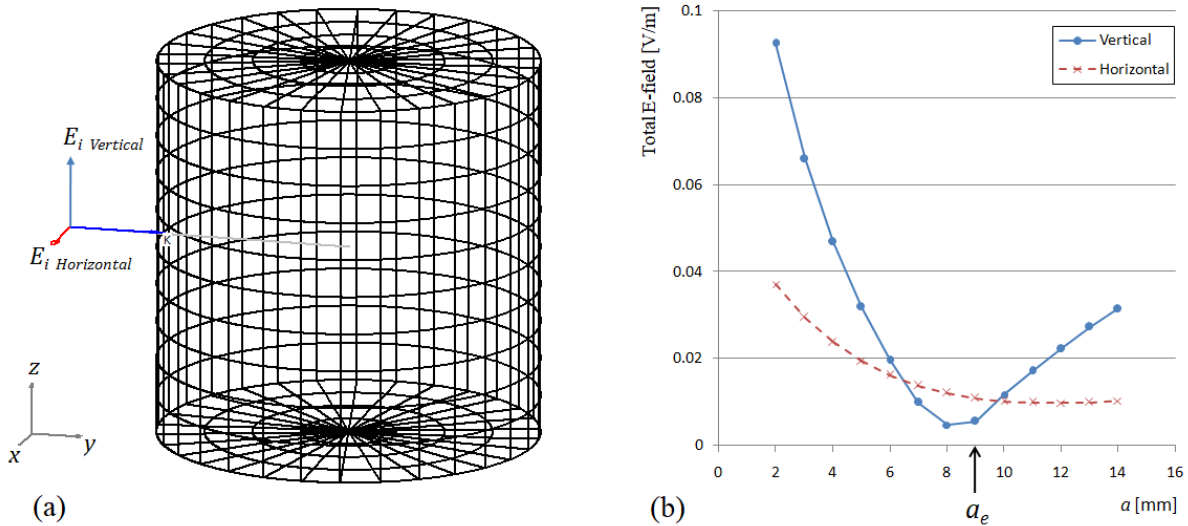 E_i Vertical
K
E_i Horizontal
z
y
x
(a)
Total E-field [V/m]
0.1
0.08
0.06
0.04
0.02
0
Vertical
Horizontal
0 2 4 6 8 10 12 14 16
a_e
a [mm]
(b)